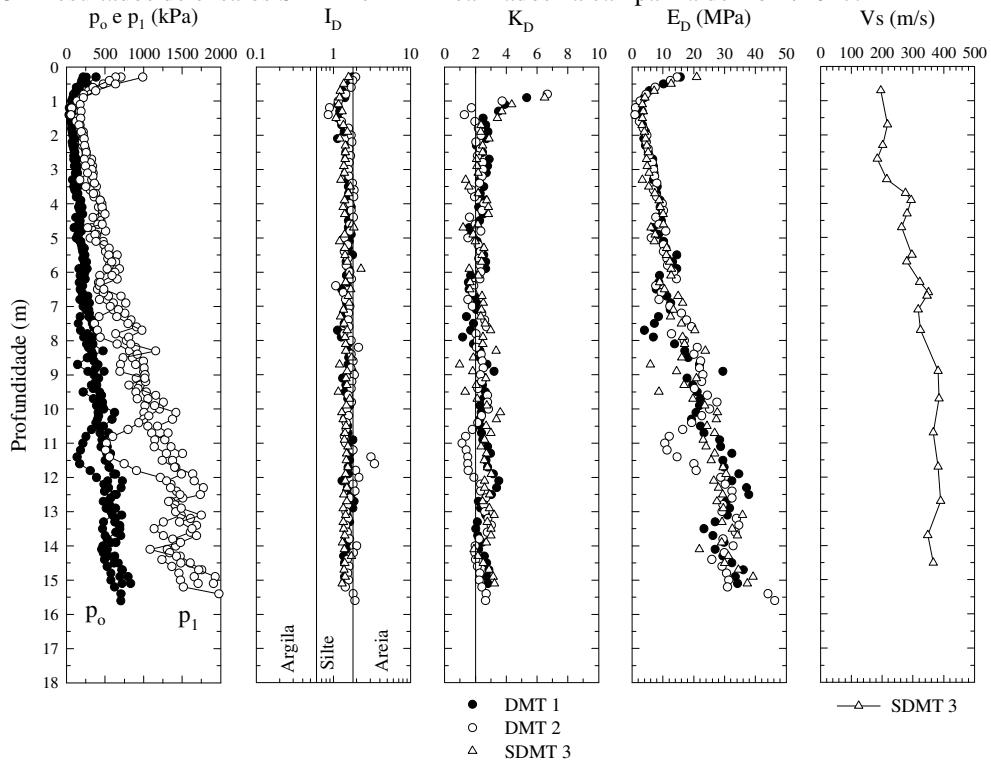 p₀ e p₁ (kPa)
I_D
K_D
E_D (MPa)
Vs (m/s)
0 500 1000 1500 2000
0.1 1 10
0 2 4 6 8 10
0 10 20 30 40 50
0 100 200 300 400 500
Profundidade (m)
0
1
2
3
4
5
6
7
8
9
10
11
12
13
14
15
16
17
18
p₀
p₁
Argila
Silte
Areia
DMT 1
DMT 2
SDMT 3
SDMT 3